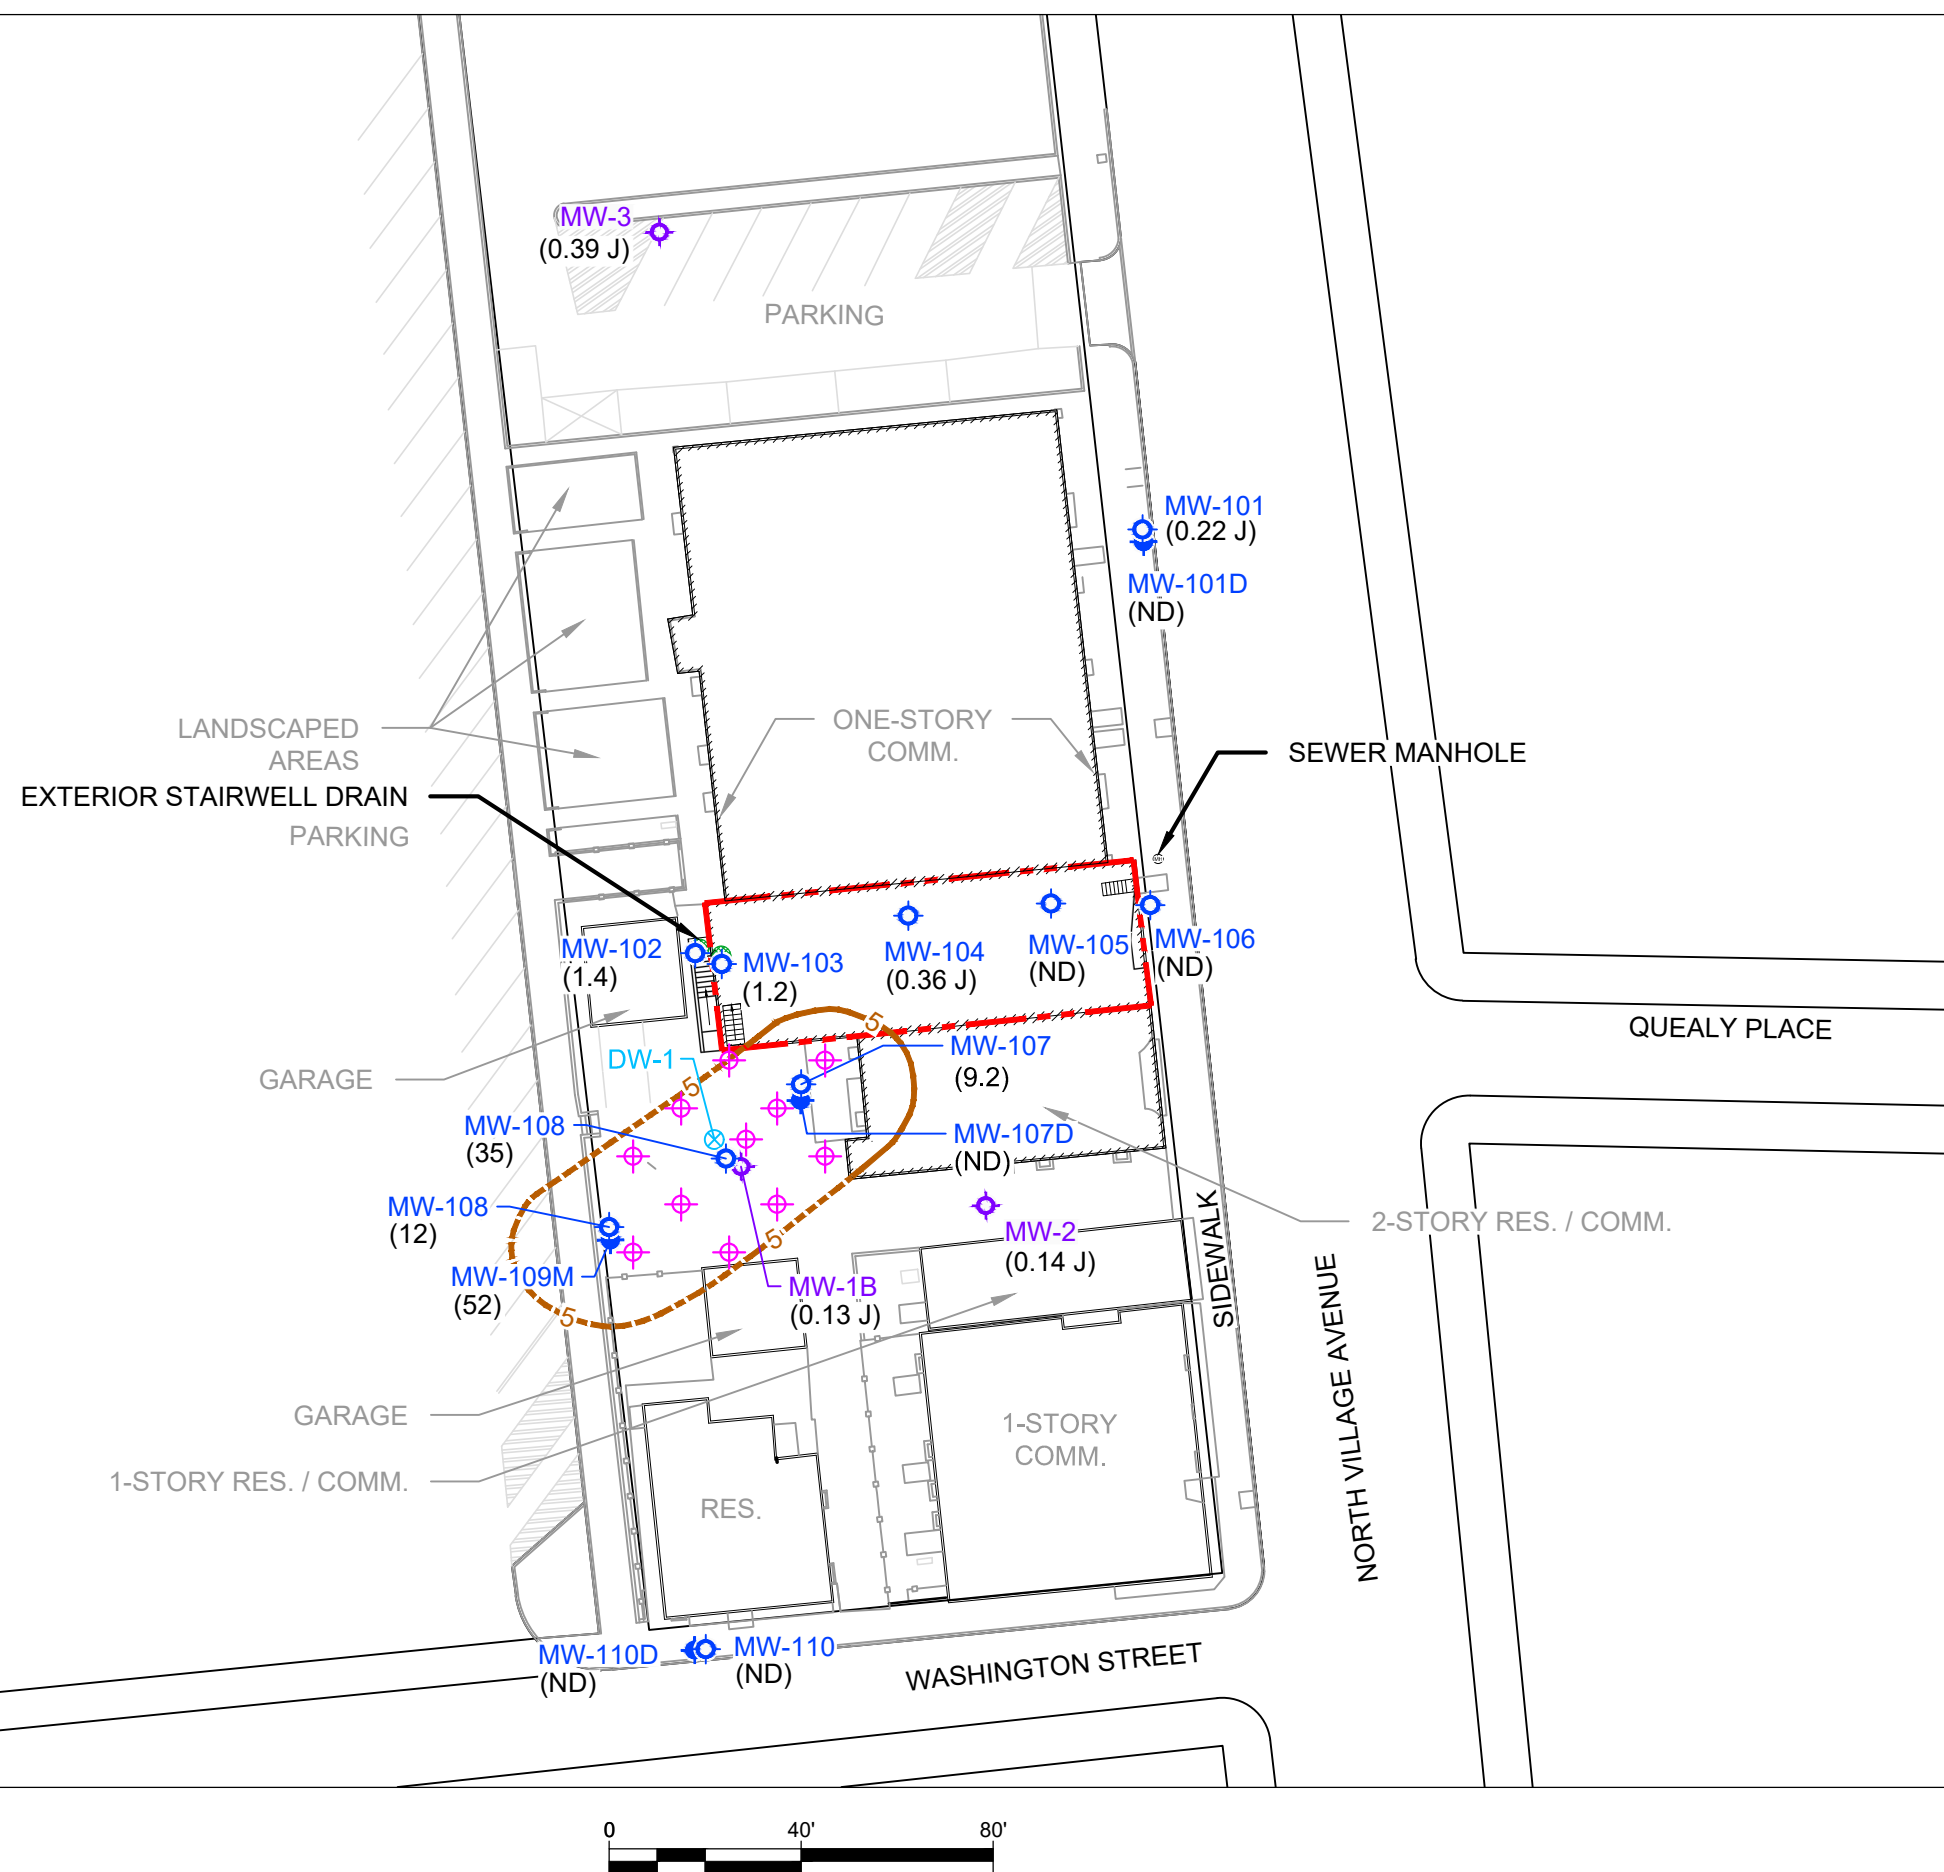 MW-3
(0.39 J)
PARKING
MW-101
(0.22 J)
MW-101D
(ND)
LANDSCAPED
AREAS
ONE-STORY
COMM.
SEWER MANHOLE
EXTERIOR STAIRWELL DRAIN
PARKING
MH
MW-102
(1.4)
MW-103
(1.2)
MW-104
(0.36 J)
MW-105
(ND)
MW-106
(ND)
QUEALY PLACE
5
GARAGE
DW-1
5
MW-107
(9.2)
MW-108
(35)
MW-107D
(ND)
MW-108
(12)
5
MW-109M
(52)
5
MW-1B
(0.13 J)
MW-2
(0.14 J)
2-STORY RES. / COMM.
SIDEWALK
NORTH VILLAGE AVENUE
GARAGE
1-STORY
COMM.
1-STORY RES. / COMM.
RES.
MW-110D
(ND)
MW-110
(ND)
WASHINGTON STREET
0 40' 80'